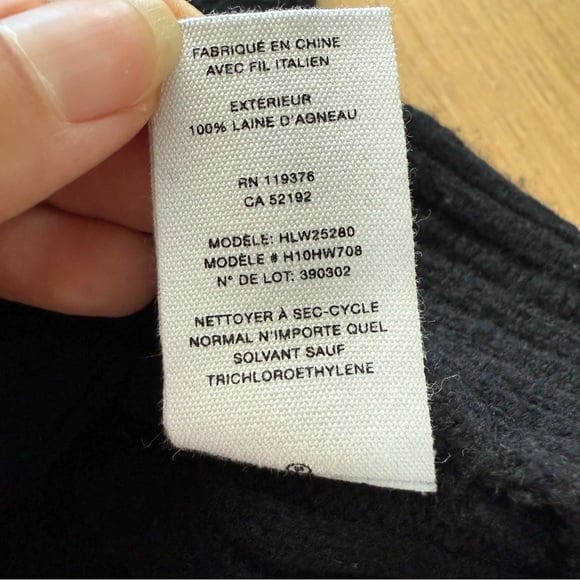 FABRIQUÉ EN CHINE
AVEC FIL ITALIEN
EXTÉRIEUR
100% LAINE D'AGNEAU
RN 119376
CA 52192
MODÈLE: HLW25280
MODÈLE # H10HW708
N° DE LOT: 390302
NETTOYER À SEC-CYCLE
NORMAL N'IMPORTE QUEL
SOLVANT SAUF
TRICHLOROETHYLENE